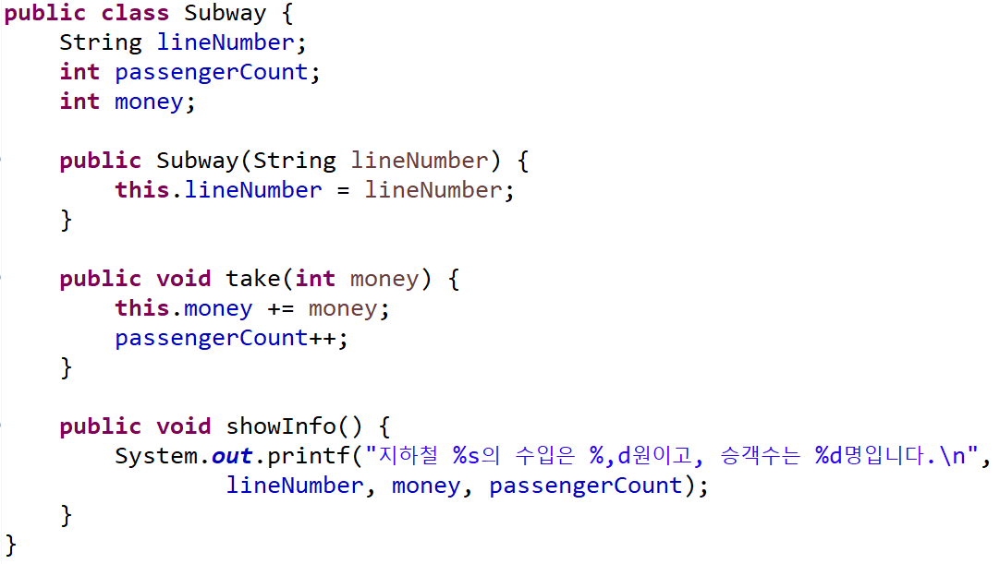 public class Subway {
    String lineNumber;
    int passengerCount;
    int money;

    public Subway(String lineNumber) {
        this.lineNumber = lineNumber;
    }

    public void take(int money) {
        this.money += money;
        passengerCount++;
    }

    public void showInfo() {
        System.out.printf("지하철 %s의 수입은 %,d원이고, 승객수는 %d명입니다.\n",
                lineNumber, money, passengerCount);
    }
}